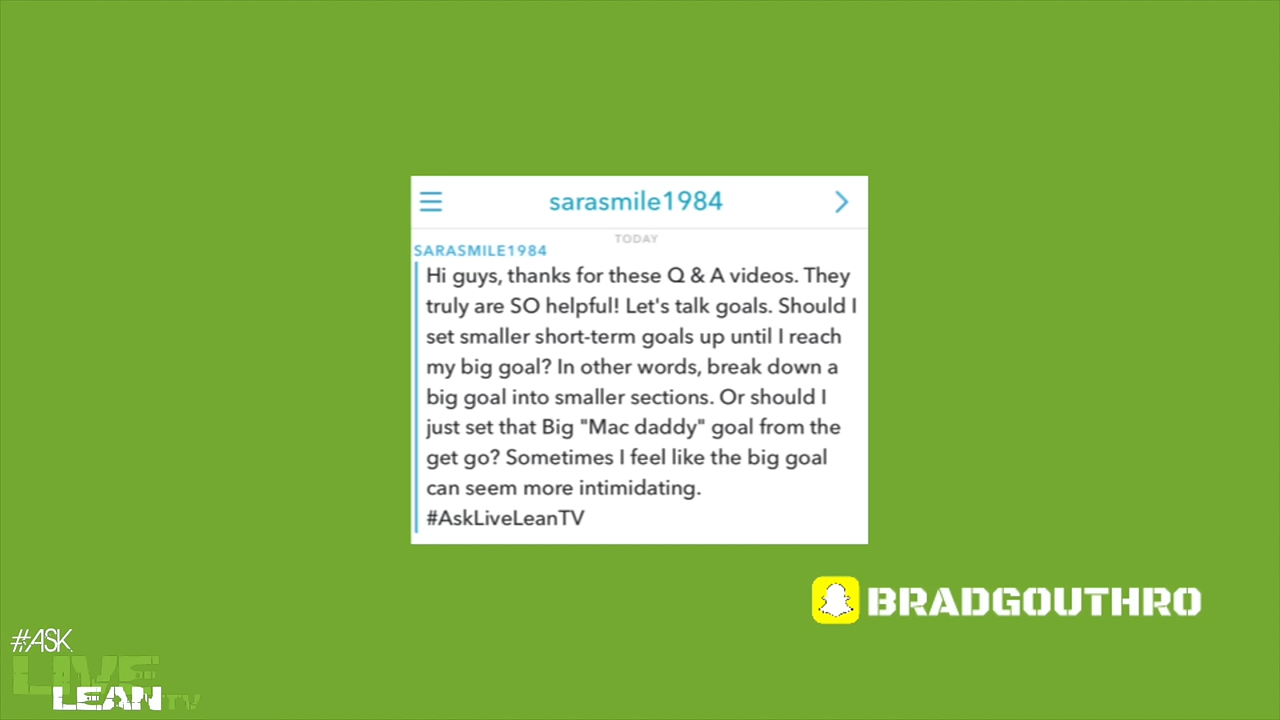 sarasmile1984
TODAY
SARASMILE1984
Hi guys, thanks for these Q & A videos. They
truly are SO helpful! Let's talk goals. Should I
set smaller short-term goals up until I reach
my big goal? In other words, break down a
big goal into smaller sections. Or should I
just set that Big "Mac daddy" goal from the
get go? Sometimes I feel like the big goal
can seem more intimidating.
#AskLiveLeanTV
BRADGOUTHRO
#ASK
LIVE
LEAN TV